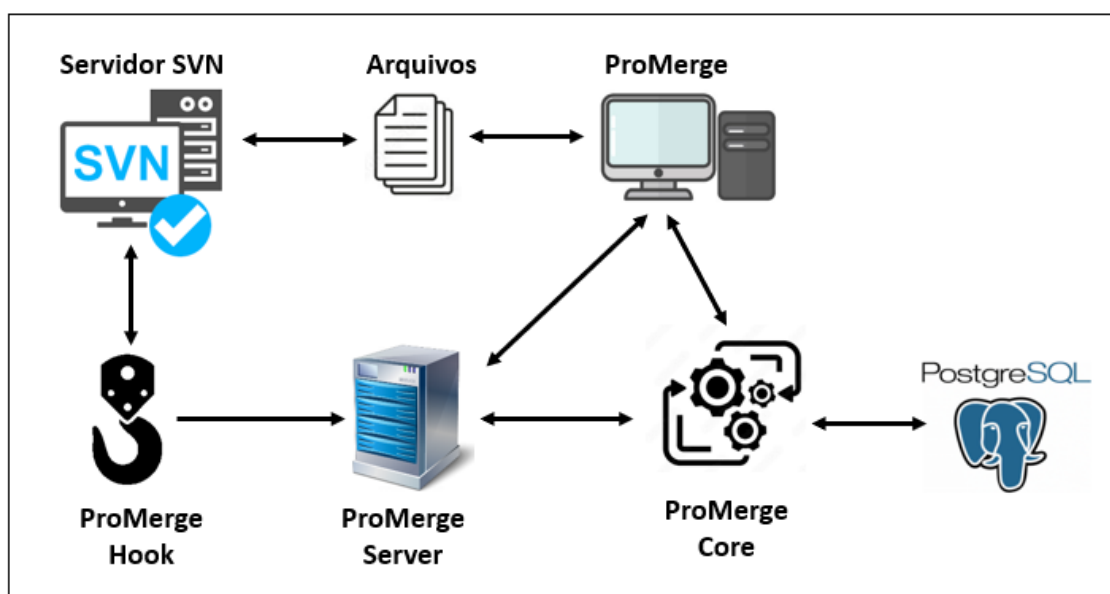 Servidor SVN
Arquivos
ProMerge
SVN
PostgreSQL
ProMerge
Hook
ProMerge
Server
ProMerge
Core